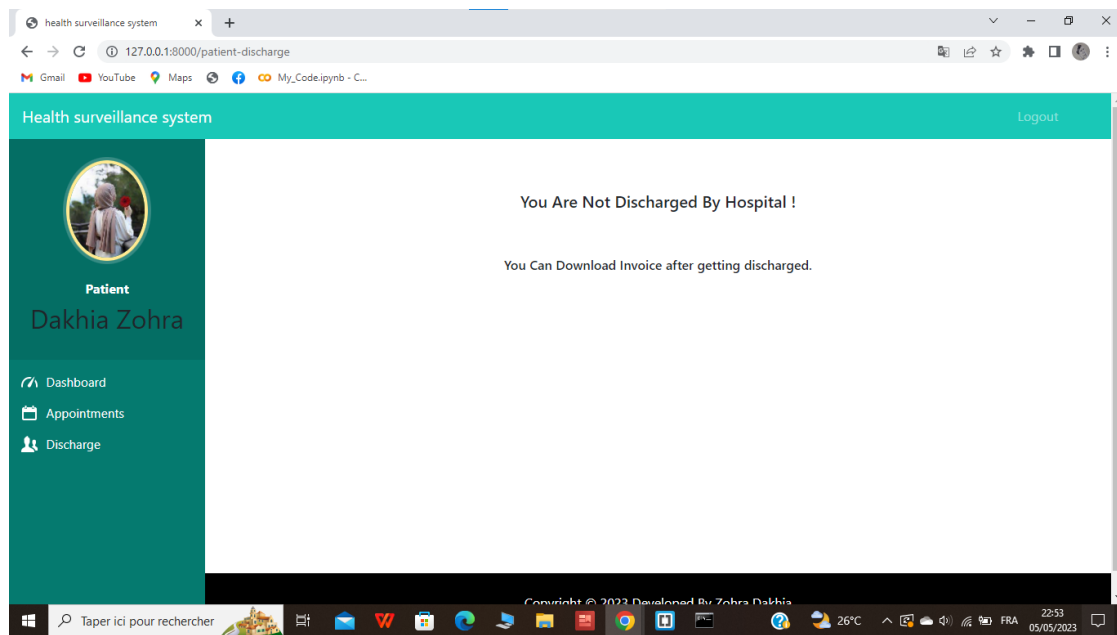 health surveillance system
127.0.0.1:8000/patient-discharge
Gmail YouTube Maps My_Code.ipynb - C...
Health surveillance system
Logout
You Are Not Discharged By Hospital !
You Can Download Invoice after getting discharged.
Patient
Dakhia Zohra
Dashboard
Appointments
Discharge
Copyright © 2023 Developed By Zohra Dakhia
Taper ici pour rechercher
26°C
FRA
22:53
05/05/2023